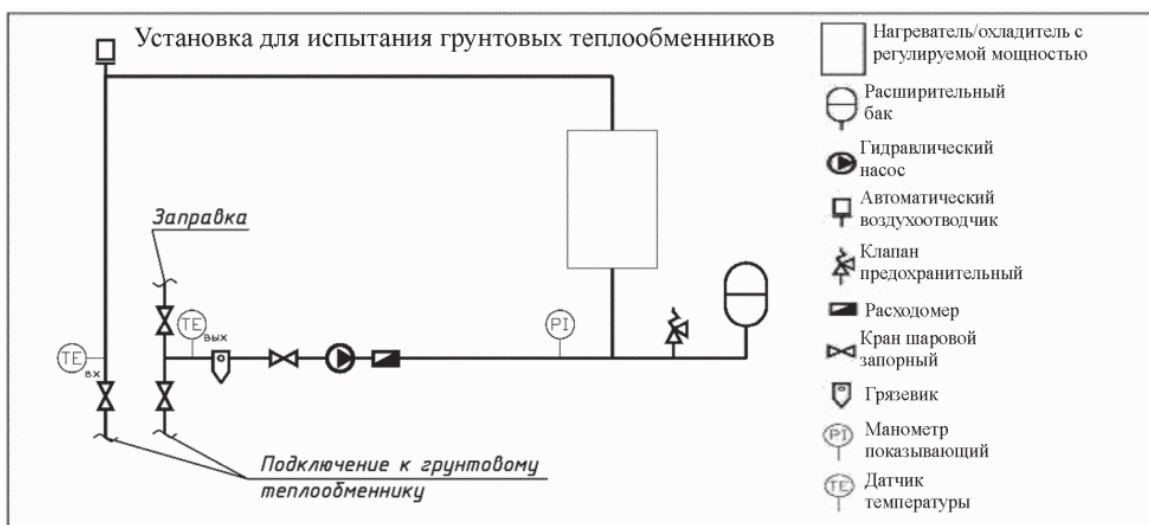 Установка для испытания грунтовых теплообменников
Заправка
TE
вых
TE
вх
PI
Подключение к грунтовому
теплообменнику
Нагреватель/охладитель с
регулируемой мощностью
Расширительный
бак
Гидравлический
насос
Автоматический
воздухоотводчик
Клапан
предохранительный
Расходомер
Кран шаровой
запорный
Грязевик
PI
Манометр
показывающий
TE
Датчик
температуры